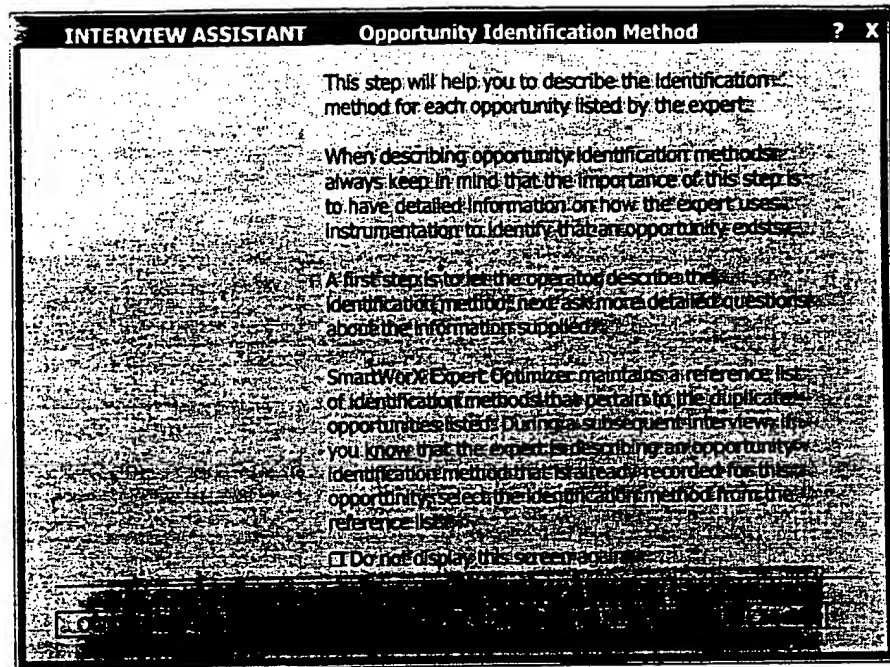 INTERVIEW ASSISTANT Opportunity Identification Method ? X
This step will help you to describe the identification
method for each opportunity listed by the expert.
When describing opportunity identification methods,
always keep in mind that the importance of this step is
to have detailed information on how the expert uses
instrumentation to identify that an opportunity exists.
A first step is to let the operator describe the
identification method, next ask more detailed questions
about the information supplied.
SmartWorX Expert Optimizer maintains a reference list
of identification methods that pertain to the duplicate
opportunities listed. During a subsequent interview, if
you know that the expert is describing an opportunity
identification method that is already recorded for this
opportunity, select the identification method from the
reference list.
Do not display this screen again